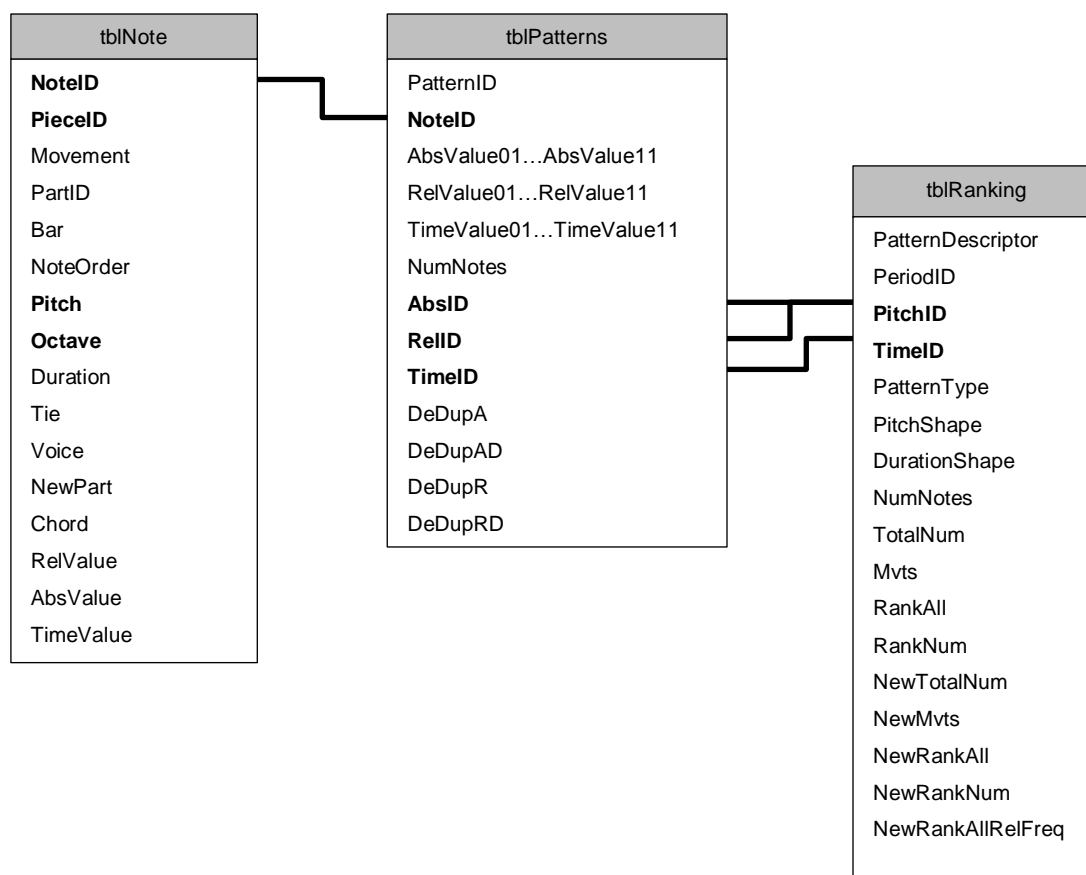 tblNote
NoteID
PieceID
Movement
PartID
Bar
NoteOrder
Pitch
Octave
Duration
Tie
Voice
NewPart
Chord
RelValue
AbsValue
TimeValue
tblPatterns
PatternID
NoteID
AbsValue01…AbsValue11
RelValue01…RelValue11
TimeValue01…TimeValue11
NumNotes
AbsID
RelID
TimeID
DeDupA
DeDupAD
DeDupR
DeDupRD
tblRanking
PatternDescriptor
PeriodID
PitchID
TimeID
PatternType
PitchShape
DurationShape
NumNotes
TotalNum
Mvts
RankAll
RankNum
NewTotalNum
NewMvts
NewRankAll
NewRankNum
NewRankAllRelFreq